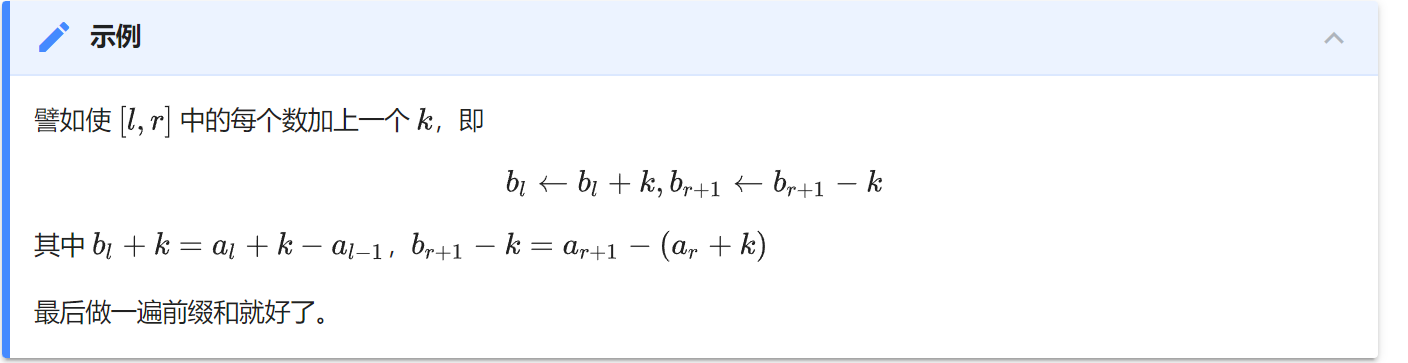 示例
譬如使 $[l, r]$ 中的每个数加上一个 $k$，即
$b_l \leftarrow b_l + k, b_{r+1} \leftarrow b_{r+1} - k$
其中 $b_l + k = a_l + k - a_{l-1}$，$b_{r+1} - k = a_{r+1} - (a_r + k)$
最后做一遍前缀和就好了。